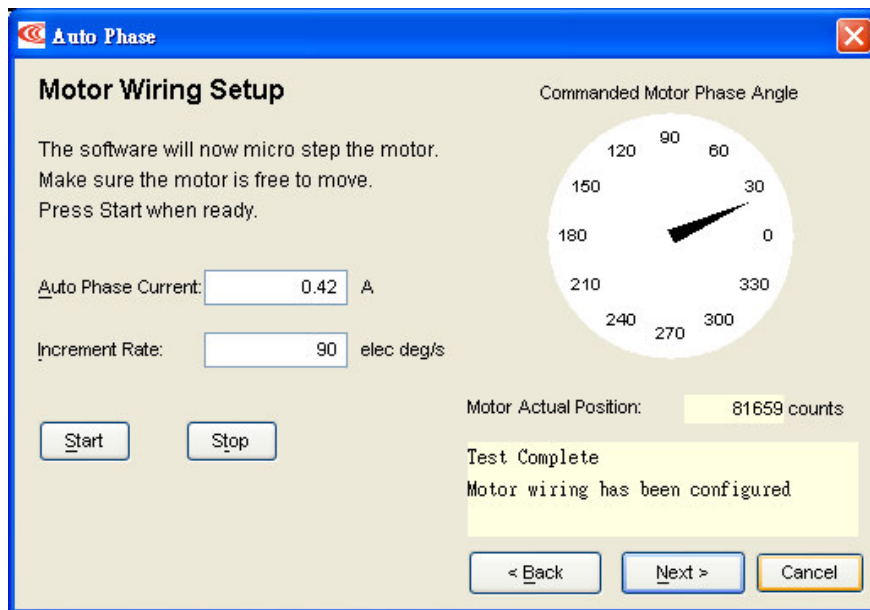 Auto Phase
Motor Wiring Setup
The software will now micro step the motor.
Make sure the motor is free to move.
Press Start when ready.
Auto Phase Current: 0.42 A
Increment Rate: 90 elec deg/s
Start Stop
Commanded Motor Phase Angle
90
120 60
150 30
180 0
210 330
240 300
270
Motor Actual Position: 81659 counts
Test Complete
Motor wiring has been configured
< Back Next > Cancel